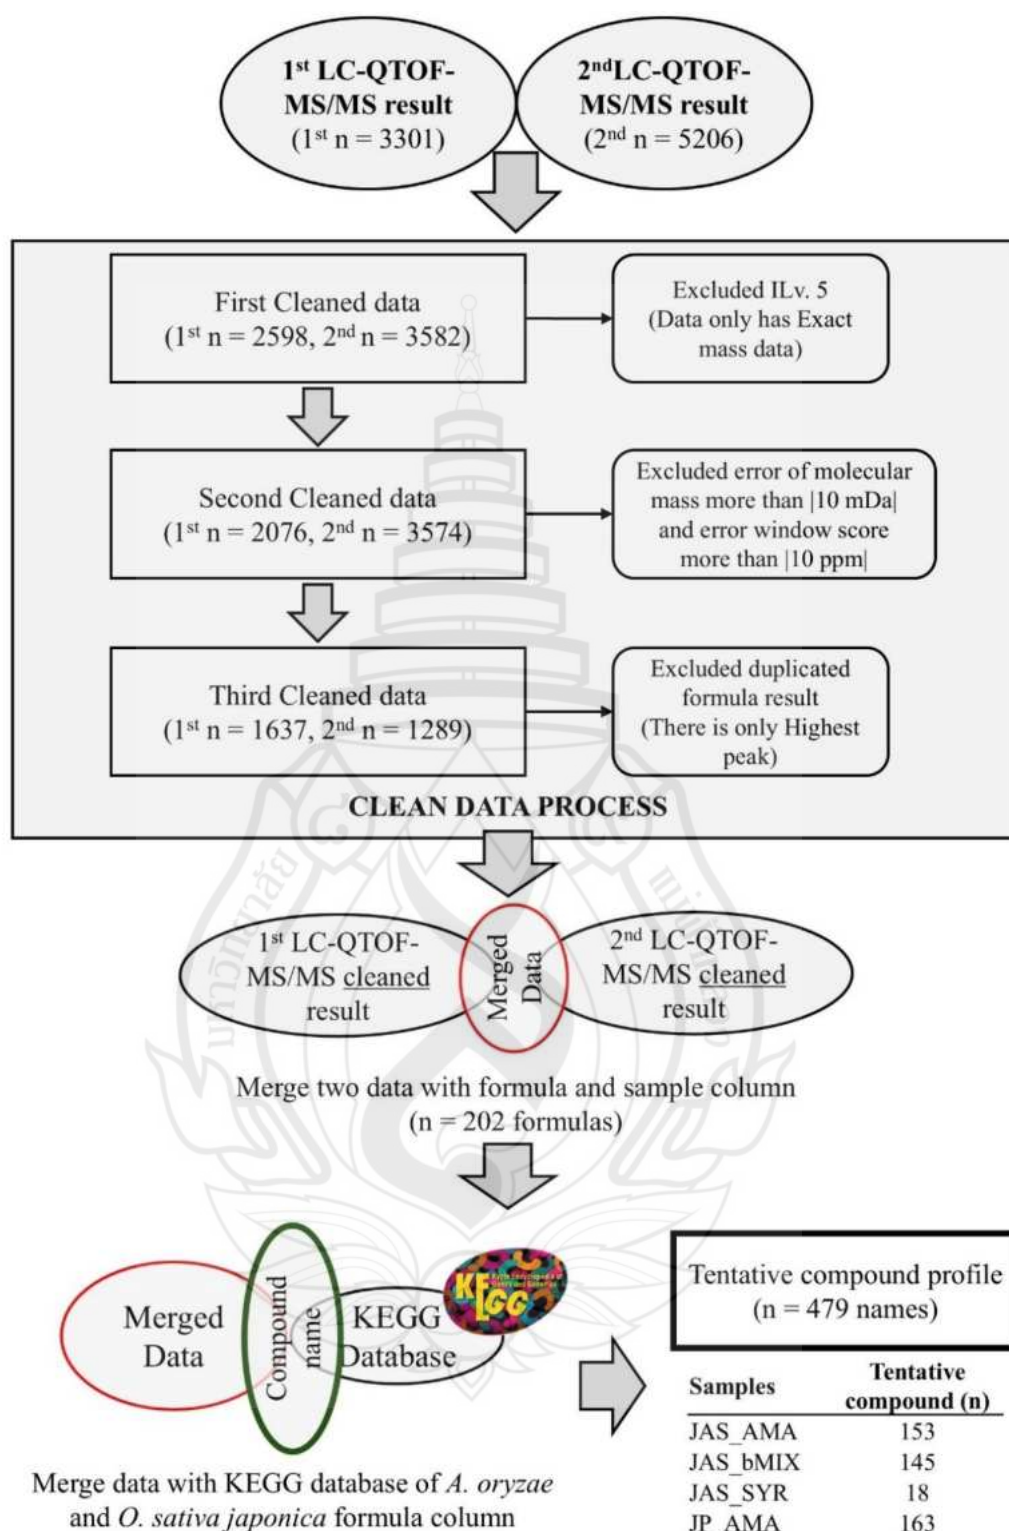 1st LC-QTOF-
MS/MS result
(1st n = 3301)
2nd LC-QTOF-
MS/MS result
(2nd n = 5206)
First Cleaned data
(1st n = 2598, 2nd n = 3582)
Excluded ILv. 5
(Data only has Exact
mass data)
Second Cleaned data
(1st n = 2076, 2nd n = 3574)
Excluded error of molecular
mass more than |10 mDa|
and error window score
more than |10 ppm|
Third Cleaned data
(1st n = 1637, 2nd n = 1289)
Excluded duplicated
formula result
(There is only Highest
peak)
CLEAN DATA PROCESS
1st LC-QTOF-
MS/MS cleaned
result
Merged
Data
2nd LC-QTOF-
MS/MS cleaned
result
Merge two data with formula and sample column
(n = 202 formulas)
Merged
Data
Compound
name
KEGG
Database
KEGG
Merge data with KEGG database of A. oryzae
and O. sativa japonica formula column
Tentative compound profile
(n = 479 names)
Samples Tentative
compound (n)
JAS_AMA 153
JAS_bMIX 145
JAS_SYR 18
JP_AMA 163